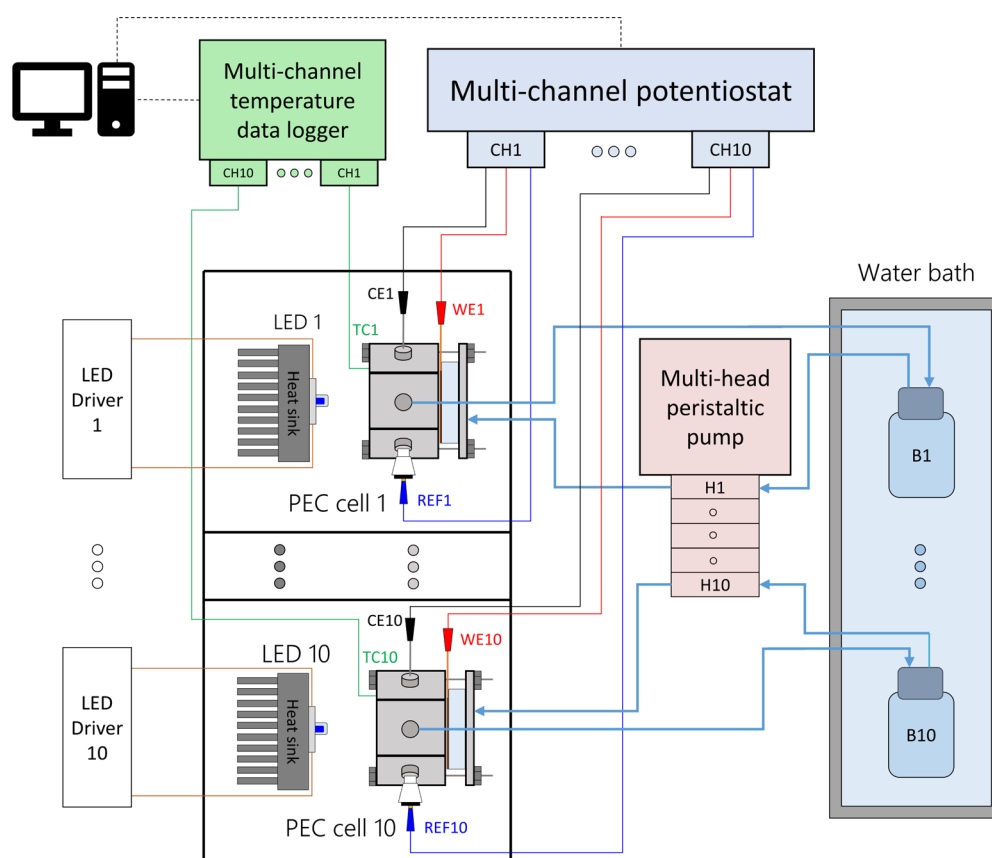 Multi-channel
temperature
data logger
CH10
CH1
Multi-channel potentiostat
CH1
CH10
Water bath
LED
Driver
1
LED 1
Heat sink
TC1
CE1
WE1
REF1
PEC cell 1
Multi-head
peristaltic
pump
H1
H10
B1
LED
Driver
10
LED 10
Heat sink
TC10
CE10
WE10
REF10
PEC cell 10
B10